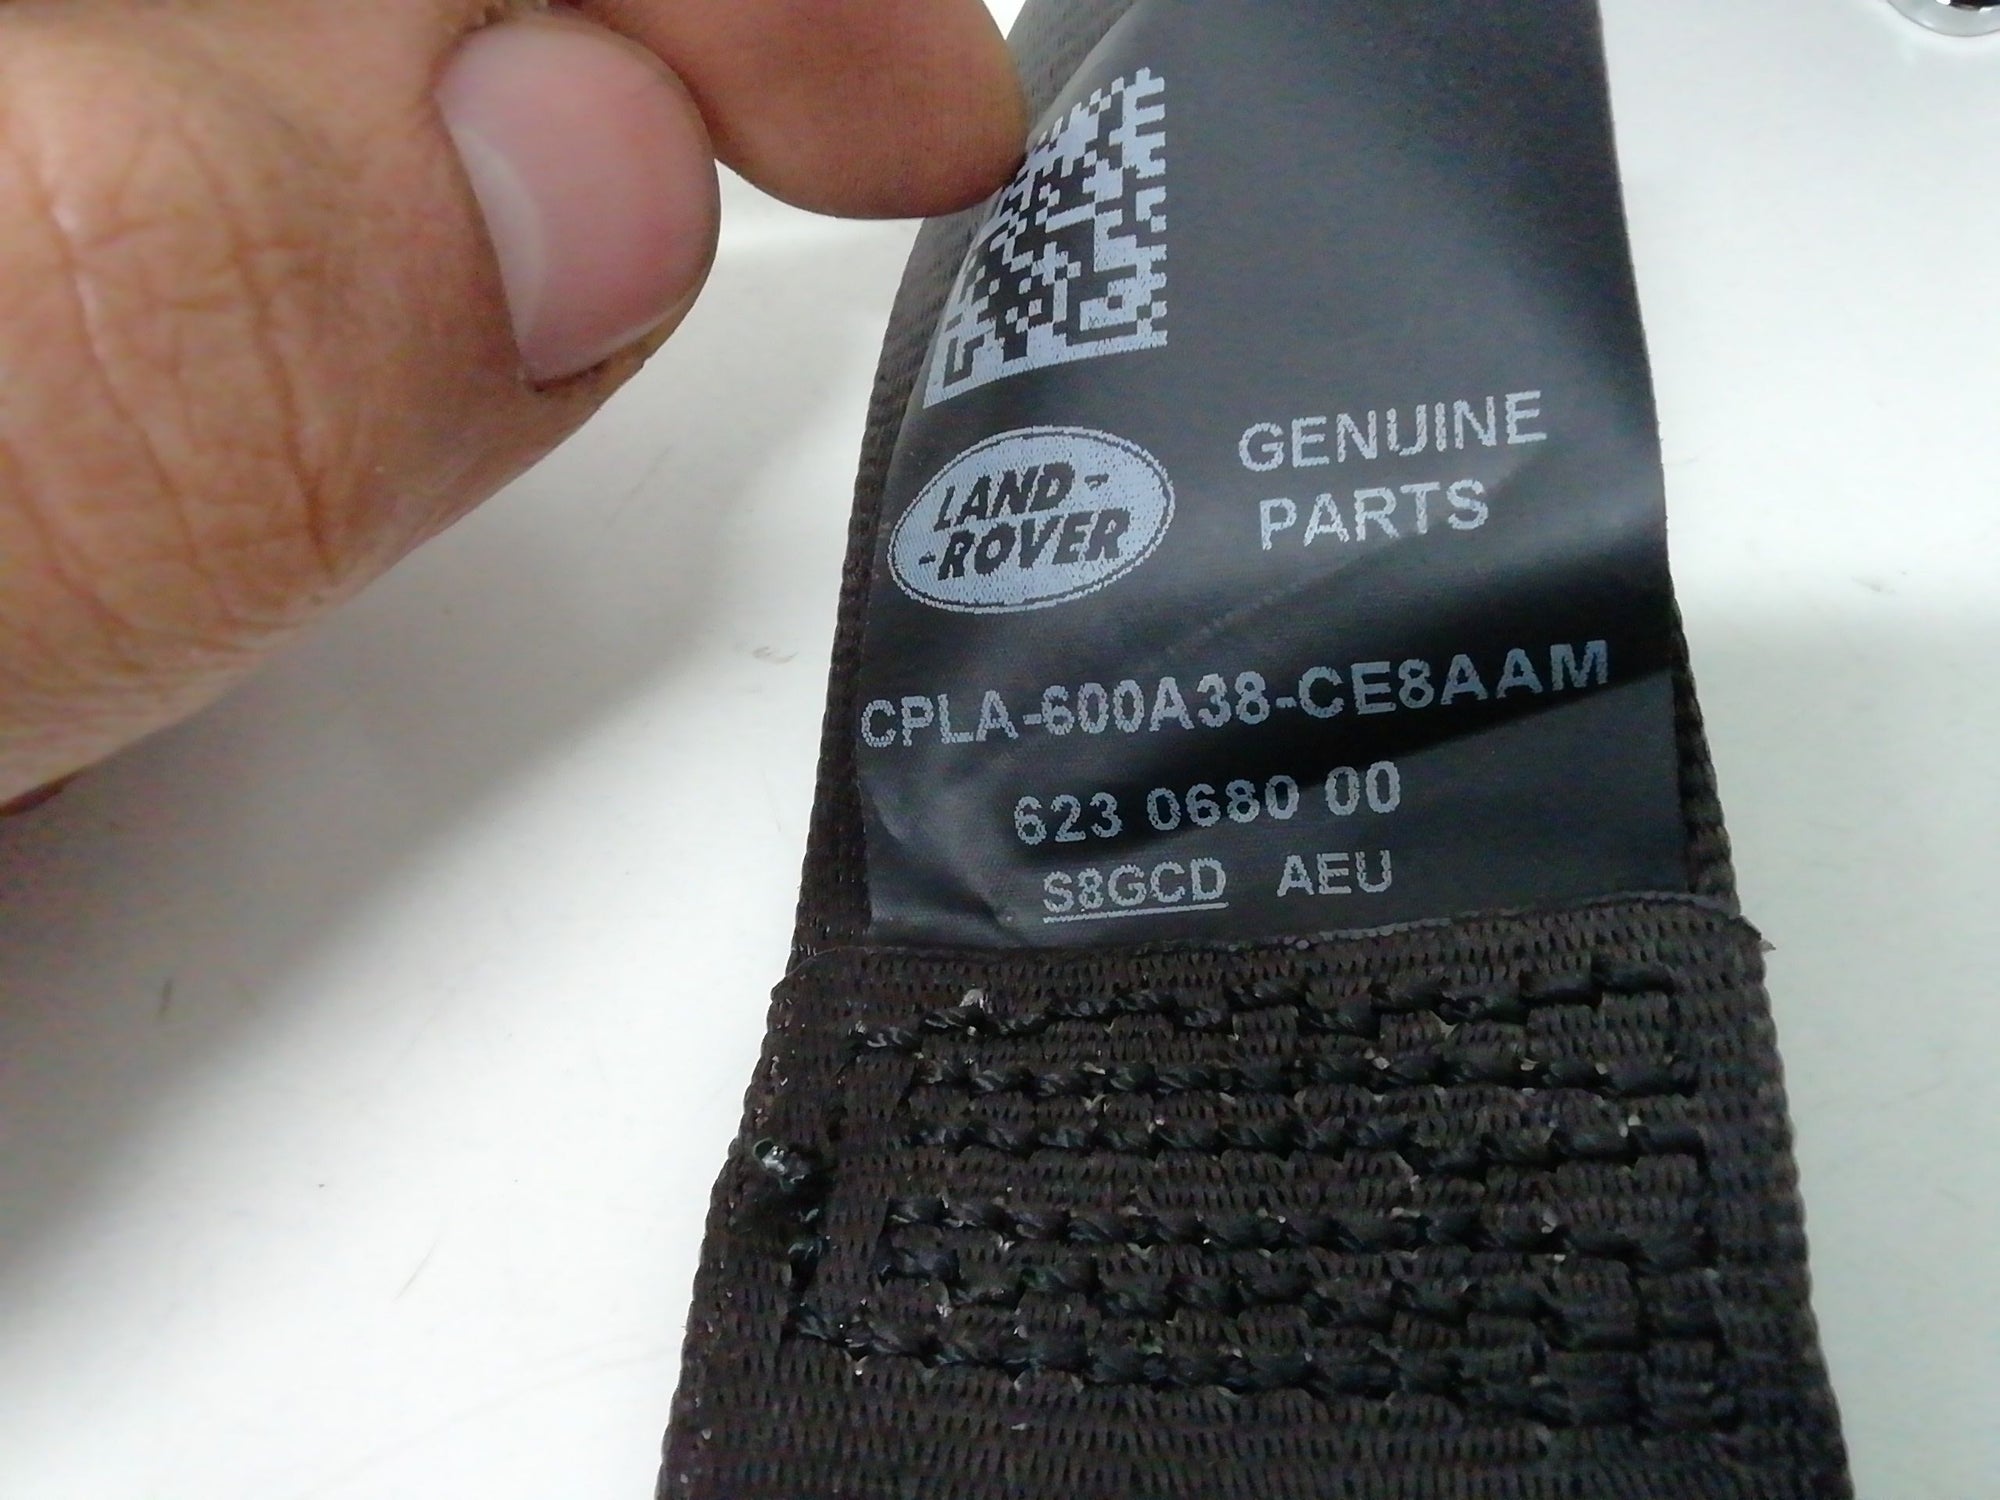 LAND-
-ROVER
GENUINE
PARTS
CPLA-600A38-CE8AAM
623 0680 00
S8GCD AEU